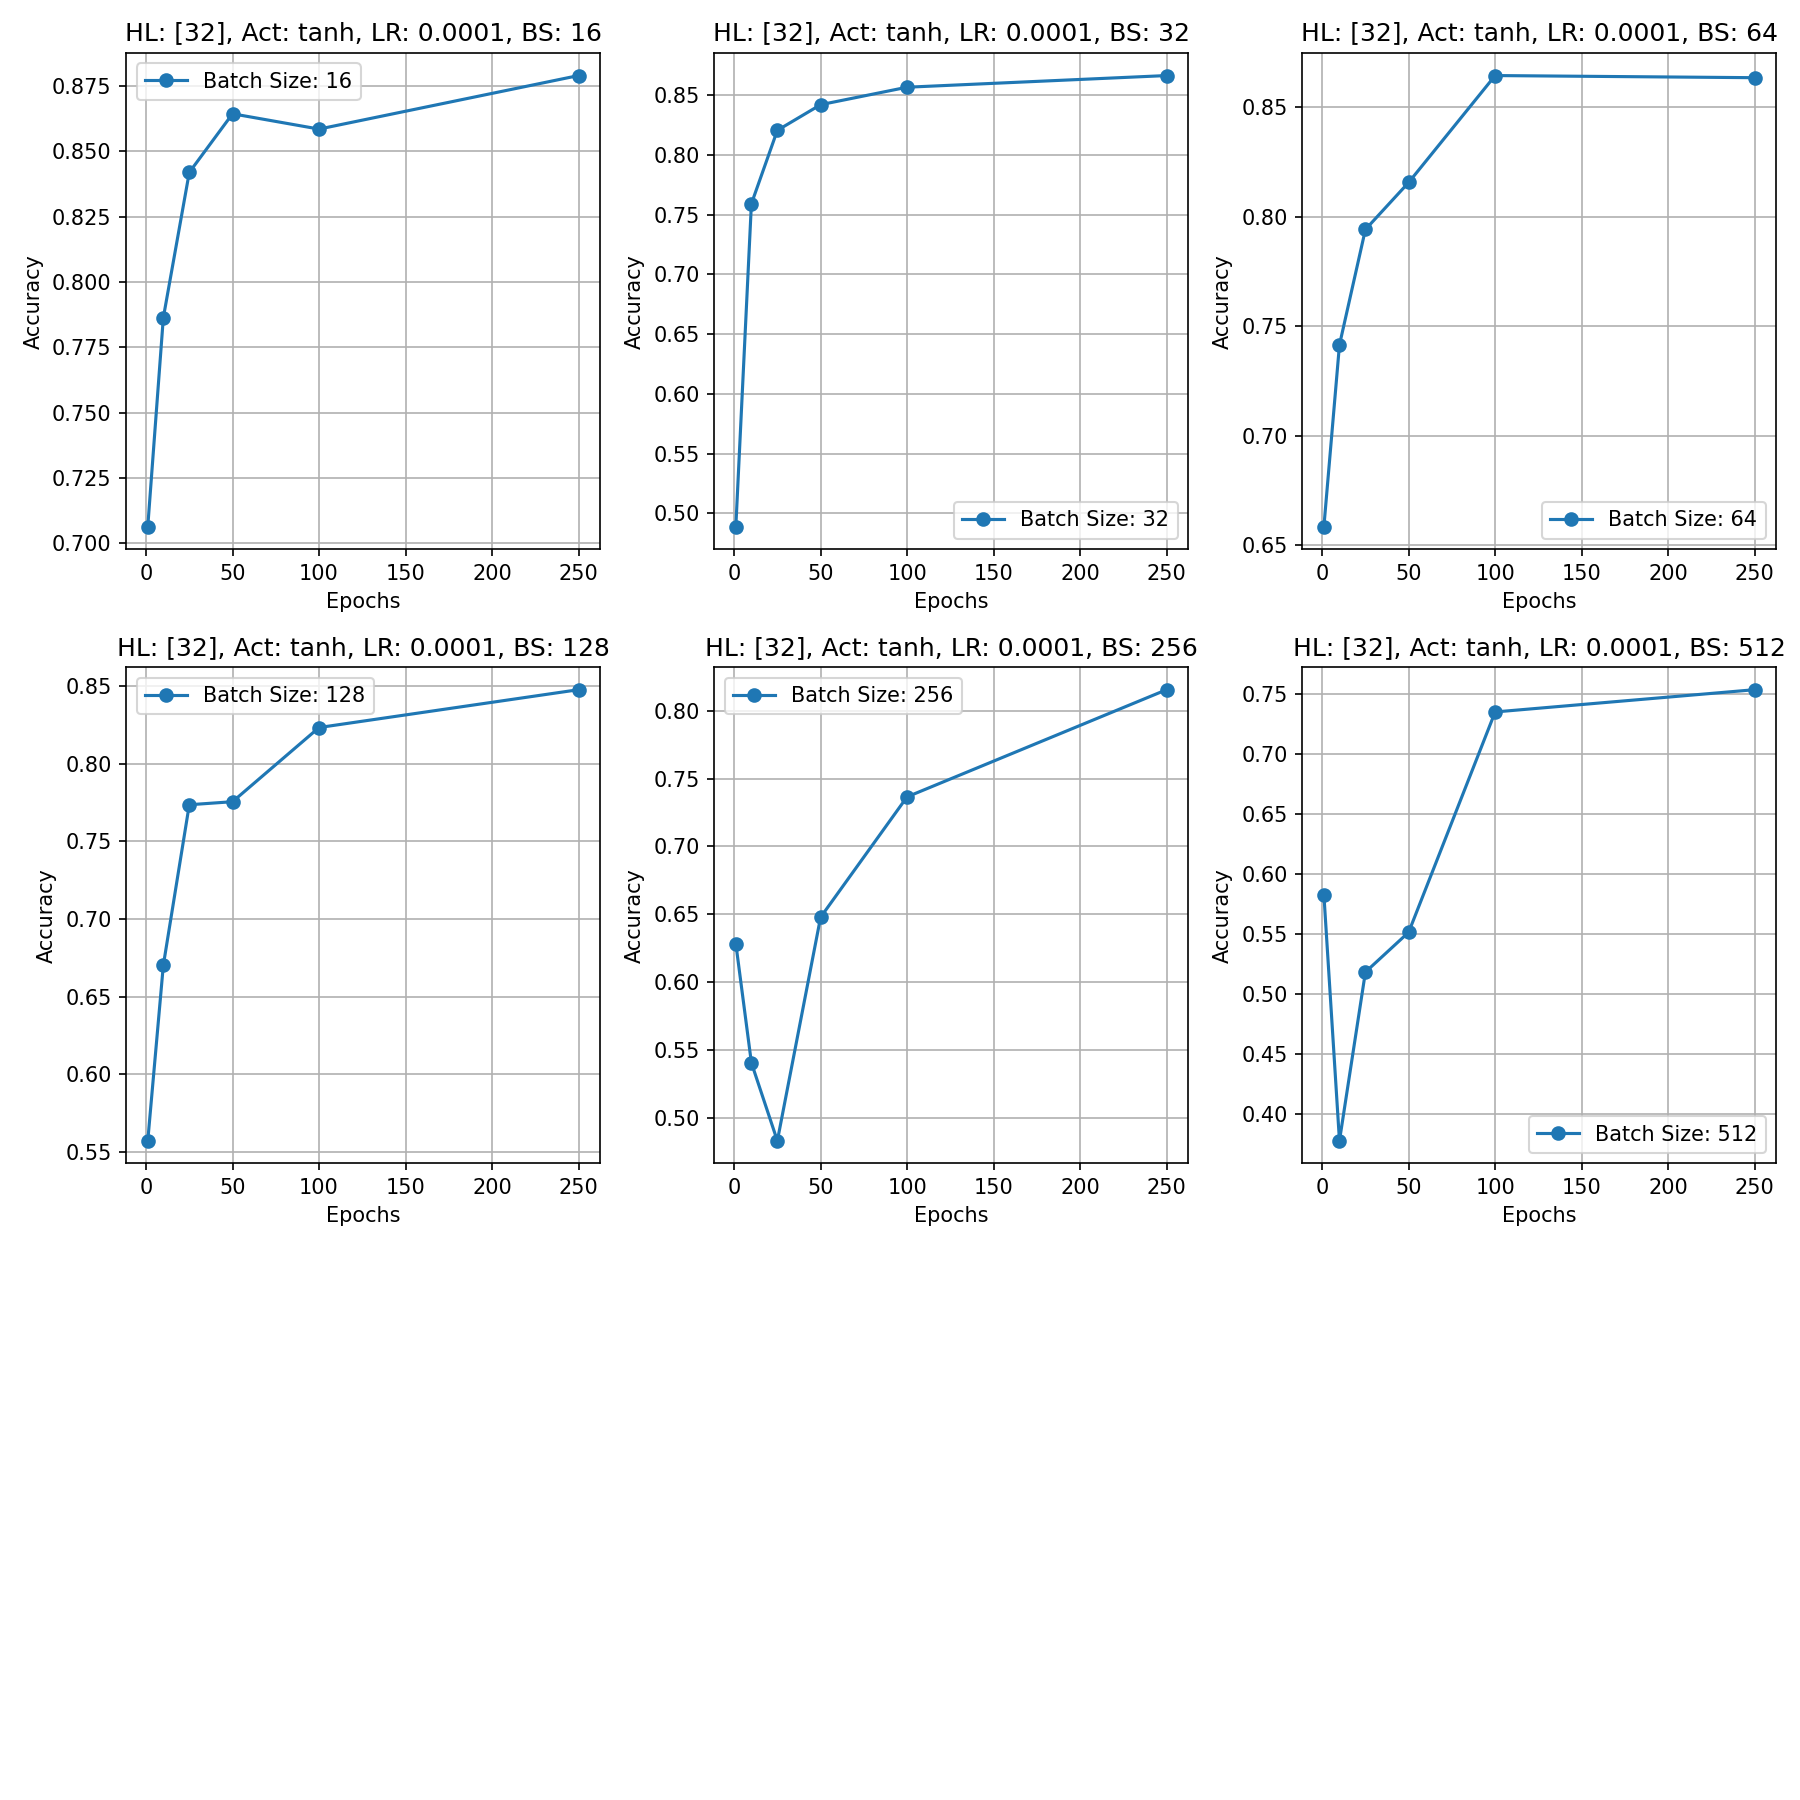 HL: [32], Act: tanh, LR: 0.0001, BS: 16
Batch Size: 16
0.875
0.850
0.825
0.800
0.775
0.750
0.725
0.700
Accuracy
0 50 100 150 200 250
Epochs
HL: [32], Act: tanh, LR: 0.0001, BS: 32
0.85
0.80
0.75
0.70
0.65
0.60
0.55
0.50
Accuracy
Batch Size: 32
0 50 100 150 200 250
Epochs
HL: [32], Act: tanh, LR: 0.0001, BS: 64
0.85
0.80
0.75
0.70
0.65
Accuracy
Batch Size: 64
0 50 100 150 200 250
Epochs
HL: [32], Act: tanh, LR: 0.0001, BS: 128
Batch Size: 128
0.85
0.80
0.75
0.70
0.65
0.60
0.55
Accuracy
0 50 100 150 200 250
Epochs
HL: [32], Act: tanh, LR: 0.0001, BS: 256
Batch Size: 256
0.80
0.75
0.70
0.65
0.60
0.55
0.50
Accuracy
0 50 100 150 200 250
Epochs
HL: [32], Act: tanh, LR: 0.0001, BS: 512
0.75
0.70
0.65
0.60
0.55
0.50
0.45
0.40
Accuracy
Batch Size: 512
0 50 100 150 200 250
Epochs